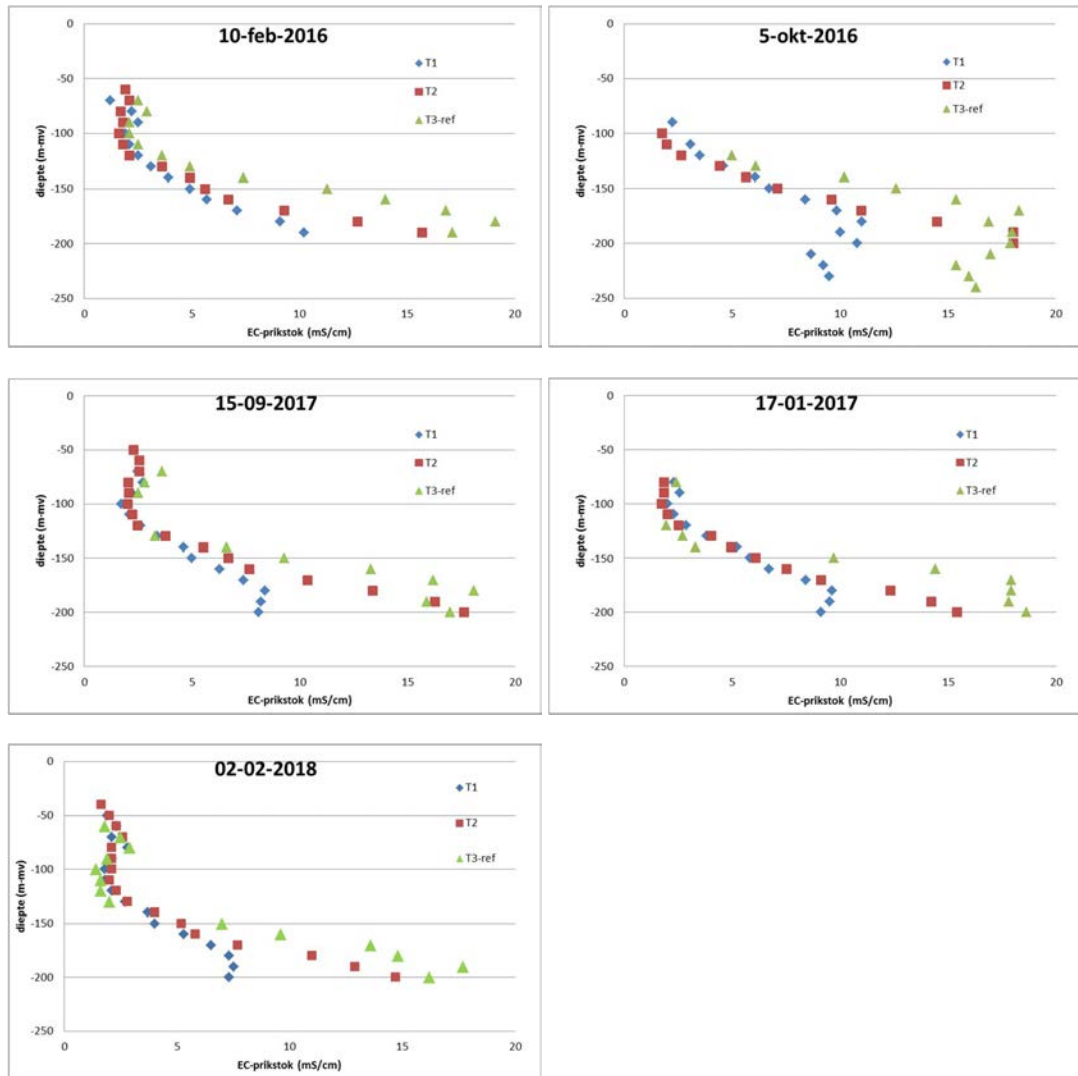 10-feb-2016
0
-50
-100
-150
-200
-250
diepte (m-mv)
T1
T2
T3-ref
0 5 10 15 20
EC-prikstok (mS/cm)
5-okt-2016
0
-50
-100
-150
-200
-250
diepte (m-mv)
T1
T2
T3-ref
0 5 10 15 20
EC-prikstok (mS/cm)
15-09-2017
0
-50
-100
-150
-200
-250
diepte (m-mv)
T1
T2
T3-ref
0 5 10 15 20
EC-prikstok (mS/cm)
17-01-2017
0
-50
-100
-150
-200
-250
diepte (m-mv)
T1
T2
T3-ref
0 5 10 15 20
EC-prikstok (mS/cm)
02-02-2018
0
-50
-100
-150
-200
-250
diepte (m-mv)
T1
T2
T3-ref
0 5 10 15 20
EC-prikstok (mS/cm)